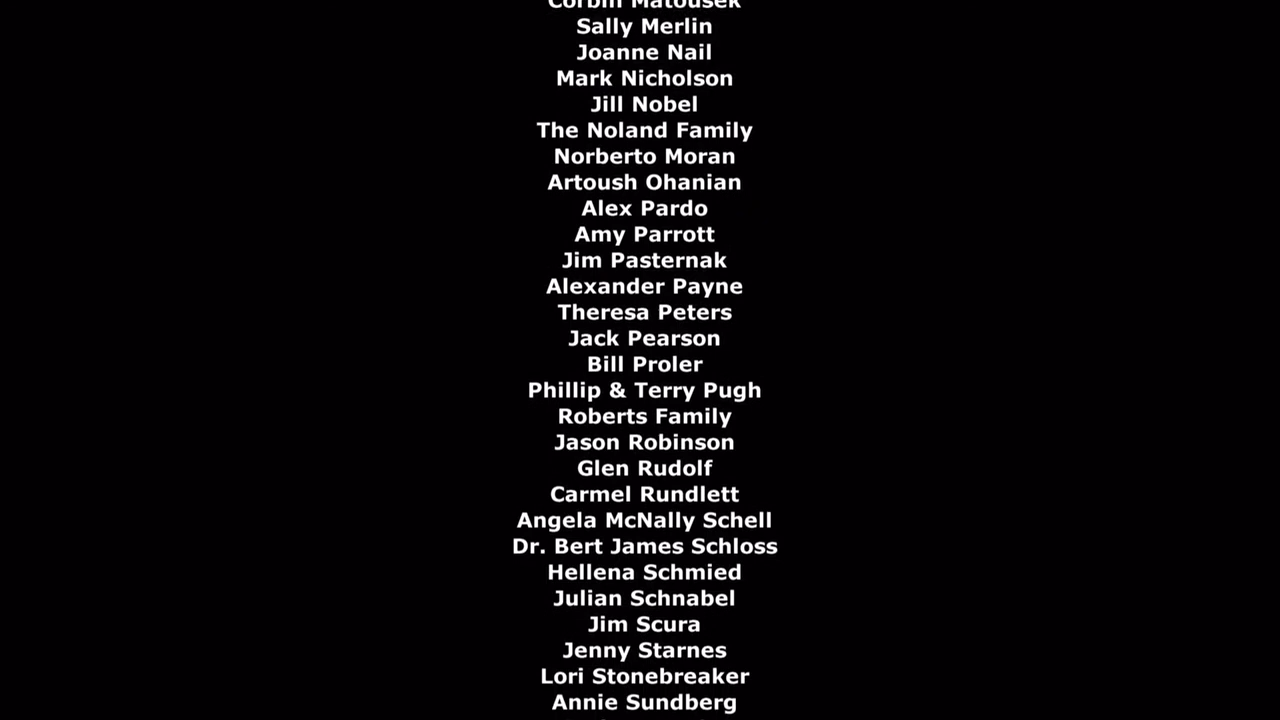 Corbin Matousek
Sally Merlin
Joanne Nail
Mark Nicholson
Jill Nobel
The Noland Family
Norberto Moran
Artoush Ohanian
Alex Pardo
Amy Parrott
Jim Pasternak
Alexander Payne
Theresa Peters
Jack Pearson
Bill Proler
Phillip & Terry Pugh
Roberts Family
Jason Robinson
Glen Rudolf
Carmel Rundlett
Angela McNally Schell
Dr. Bert James Schloss
Hellena Schmied
Julian Schnabel
Jim Scura
Jenny Starnes
Lori Stonebreaker
Annie Sundberg